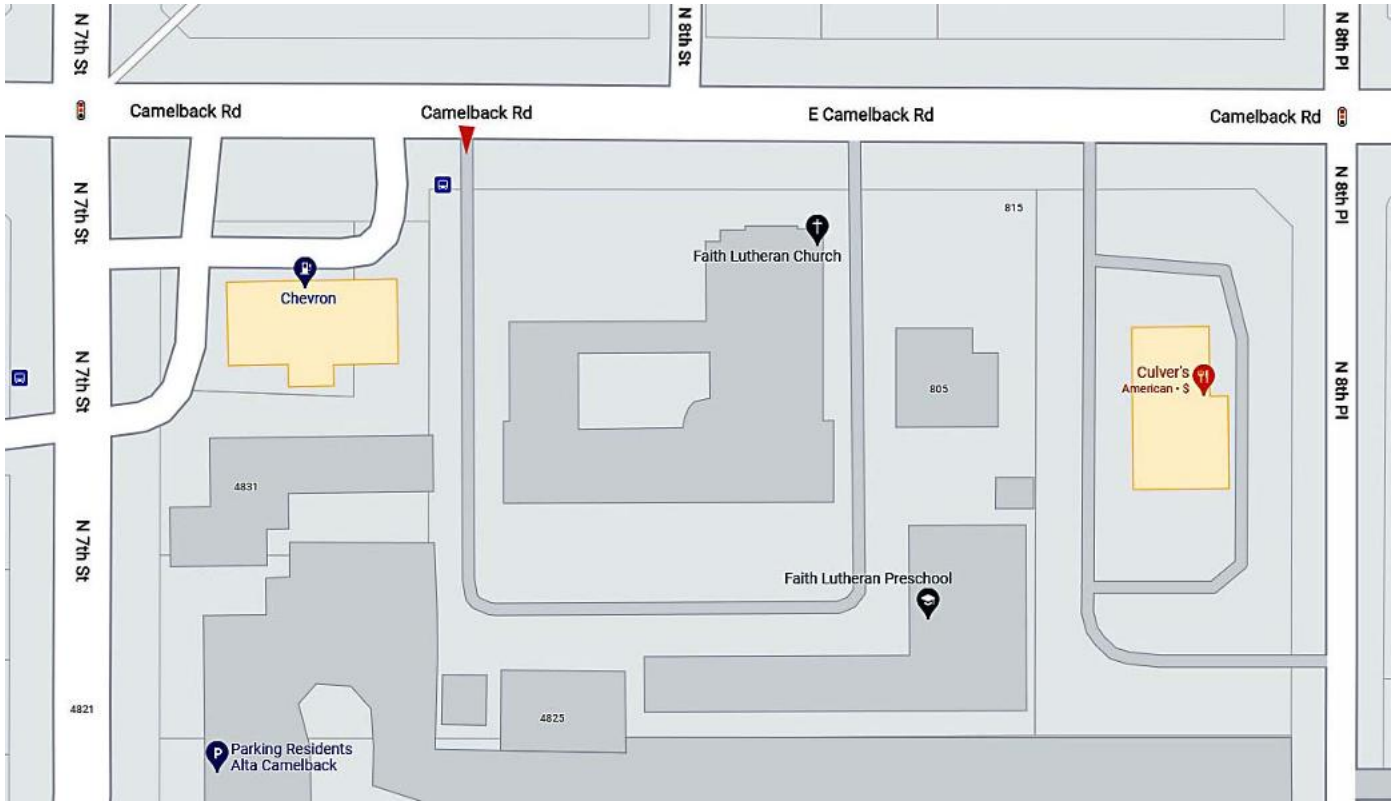 N 7th St
N 8th St
N 8th Pl
Camelback Rd
Camelback Rd
E Camelback Rd
Camelback Rd
N 7th St
N 8th Pl
815
Faith Lutheran Church
Chevron
N 7th St
N 8th Pl
805
Culver's
American • $
4831
N 7th St
Faith Lutheran Preschool
4821
4825
P
Parking Residents
Alta Camelback